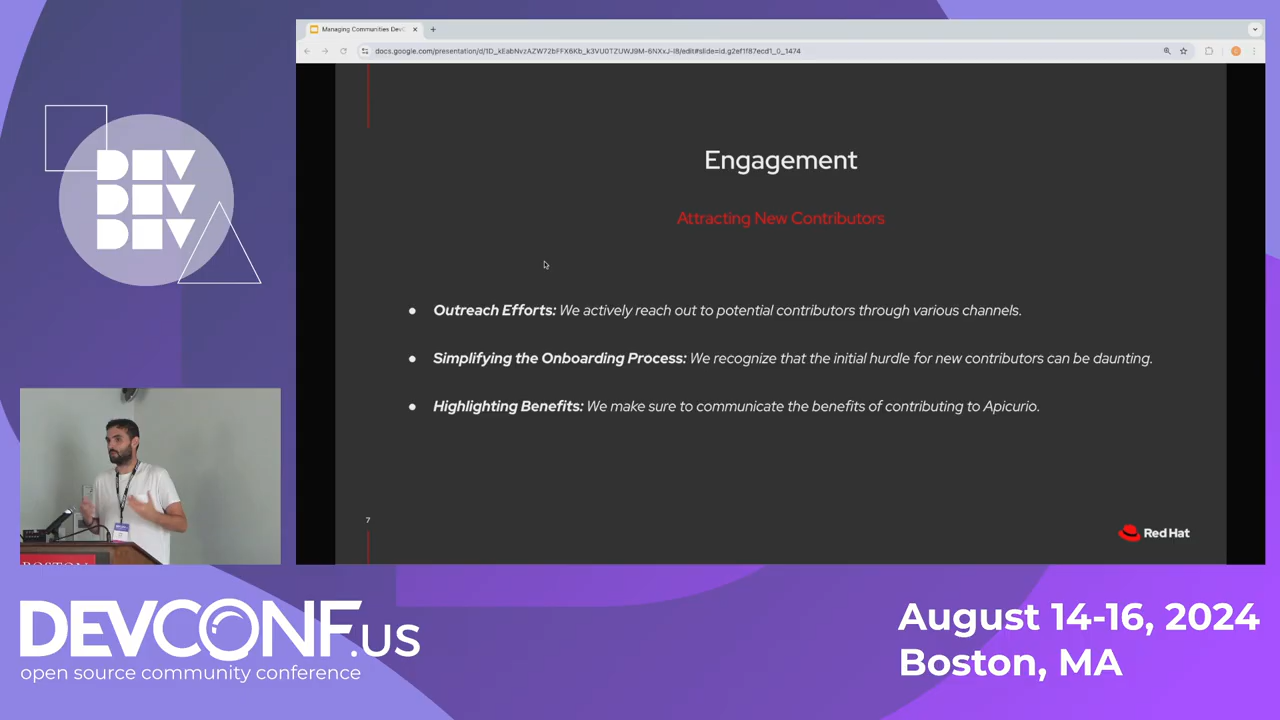 Managing Communities DevC
docs.google.com/presentation/d/1D_kEabNvzAZW72bFFX6Kb_k3VU0TZUWJ9M-6NXxJ-I8/edit#slide=id.g2ef1f87ecd1_0_1474
DEV
DEV
DEV
Engagement
Attracting New Contributors
Outreach Efforts: We actively reach out to potential contributors through various channels.
Simplifying the Onboarding Process: We recognize that the initial hurdle for new contributors can be daunting.
Highlighting Benefits: We make sure to communicate the benefits of contributing to Apicurio.
7
Red Hat
BOSTON
DEVCONF.us
open source community conference
August 14-16, 2024
Boston, MA